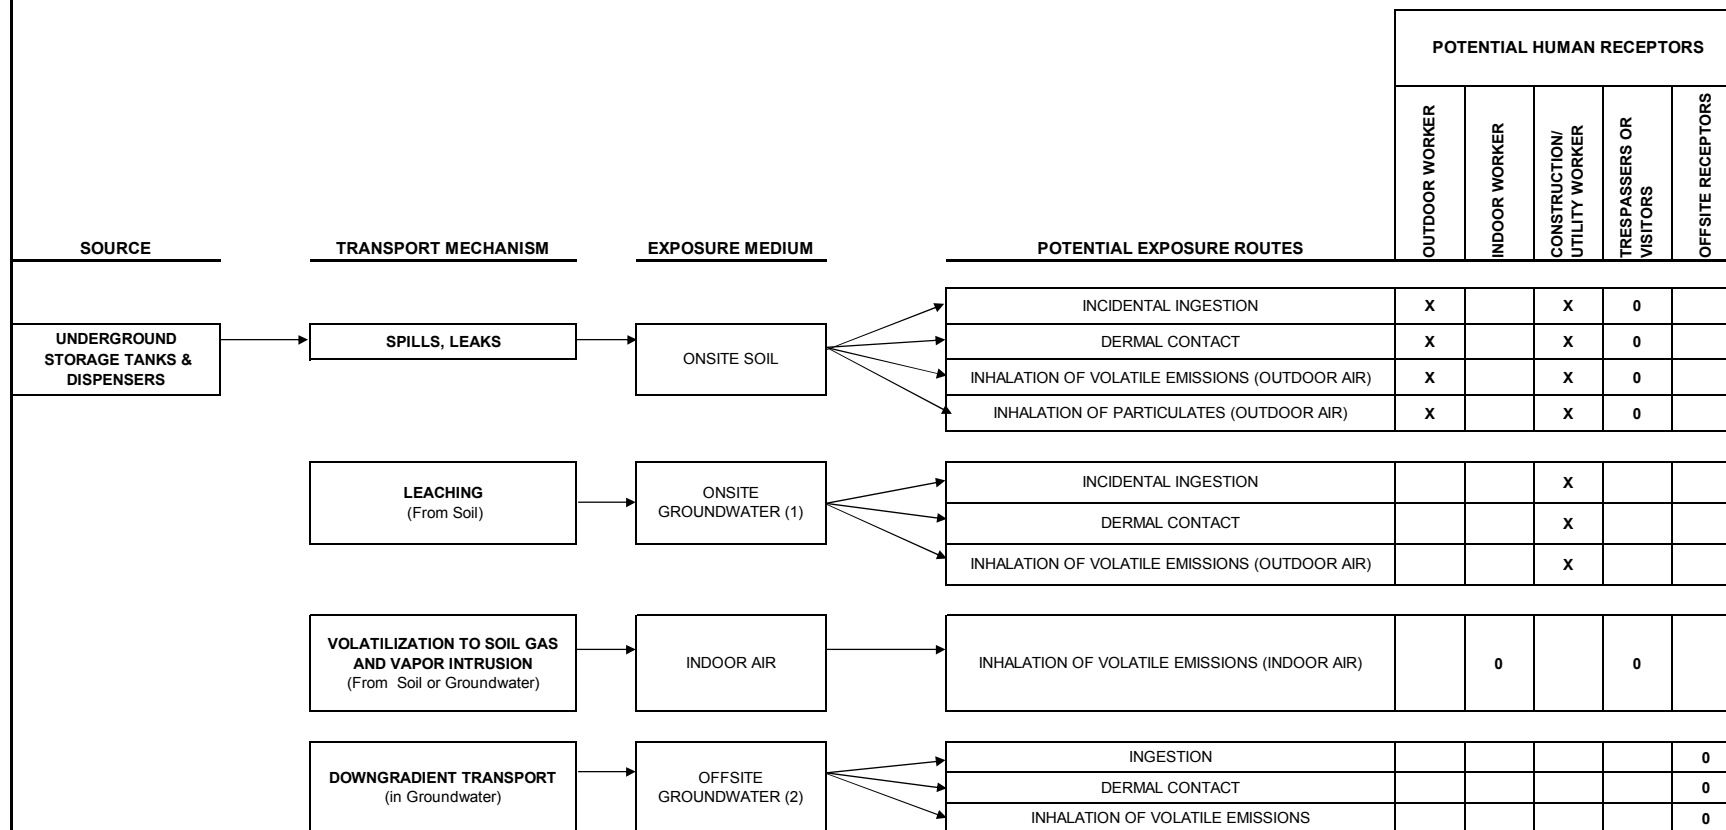 POTENTIAL HUMAN RECEPTORS
OUTDOOR WORKER
INDOOR WORKER
CONSTRUCTION/
UTILITY WORKER
TRESPASSERS OR
VISITORS
OFFSITE RECEPTORS
SOURCE TRANSPORT MECHANISM EXPOSURE MEDIUM POTENTIAL EXPOSURE ROUTES
UNDERGROUND
STORAGE TANKS &
DISPENSERS
SPILLS, LEAKS
ONSITE SOIL
INCIDENTAL INGESTION X X 0
DERMAL CONTACT X X 0
INHALATION OF VOLATILE EMISSIONS (OUTDOOR AIR) X X 0
INHALATION OF PARTICULATES (OUTDOOR AIR) X X 0
LEACHING
(From Soil)
ONSITE
GROUNDWATER (1)
INCIDENTAL INGESTION X
DERMAL CONTACT X
INHALATION OF VOLATILE EMISSIONS (OUTDOOR AIR) X
VOLATILIZATION TO SOIL GAS
AND VAPOR INTRUSION
(From Soil or Groundwater)
INDOOR AIR
INHALATION OF VOLATILE EMISSIONS (INDOOR AIR) 0 0
DOWNGRADIENT TRANSPORT
(in Groundwater)
OFFSITE
GROUNDWATER (2)
INGESTION 0
DERMAL CONTACT 0
INHALATION OF VOLATILE EMISSIONS 0